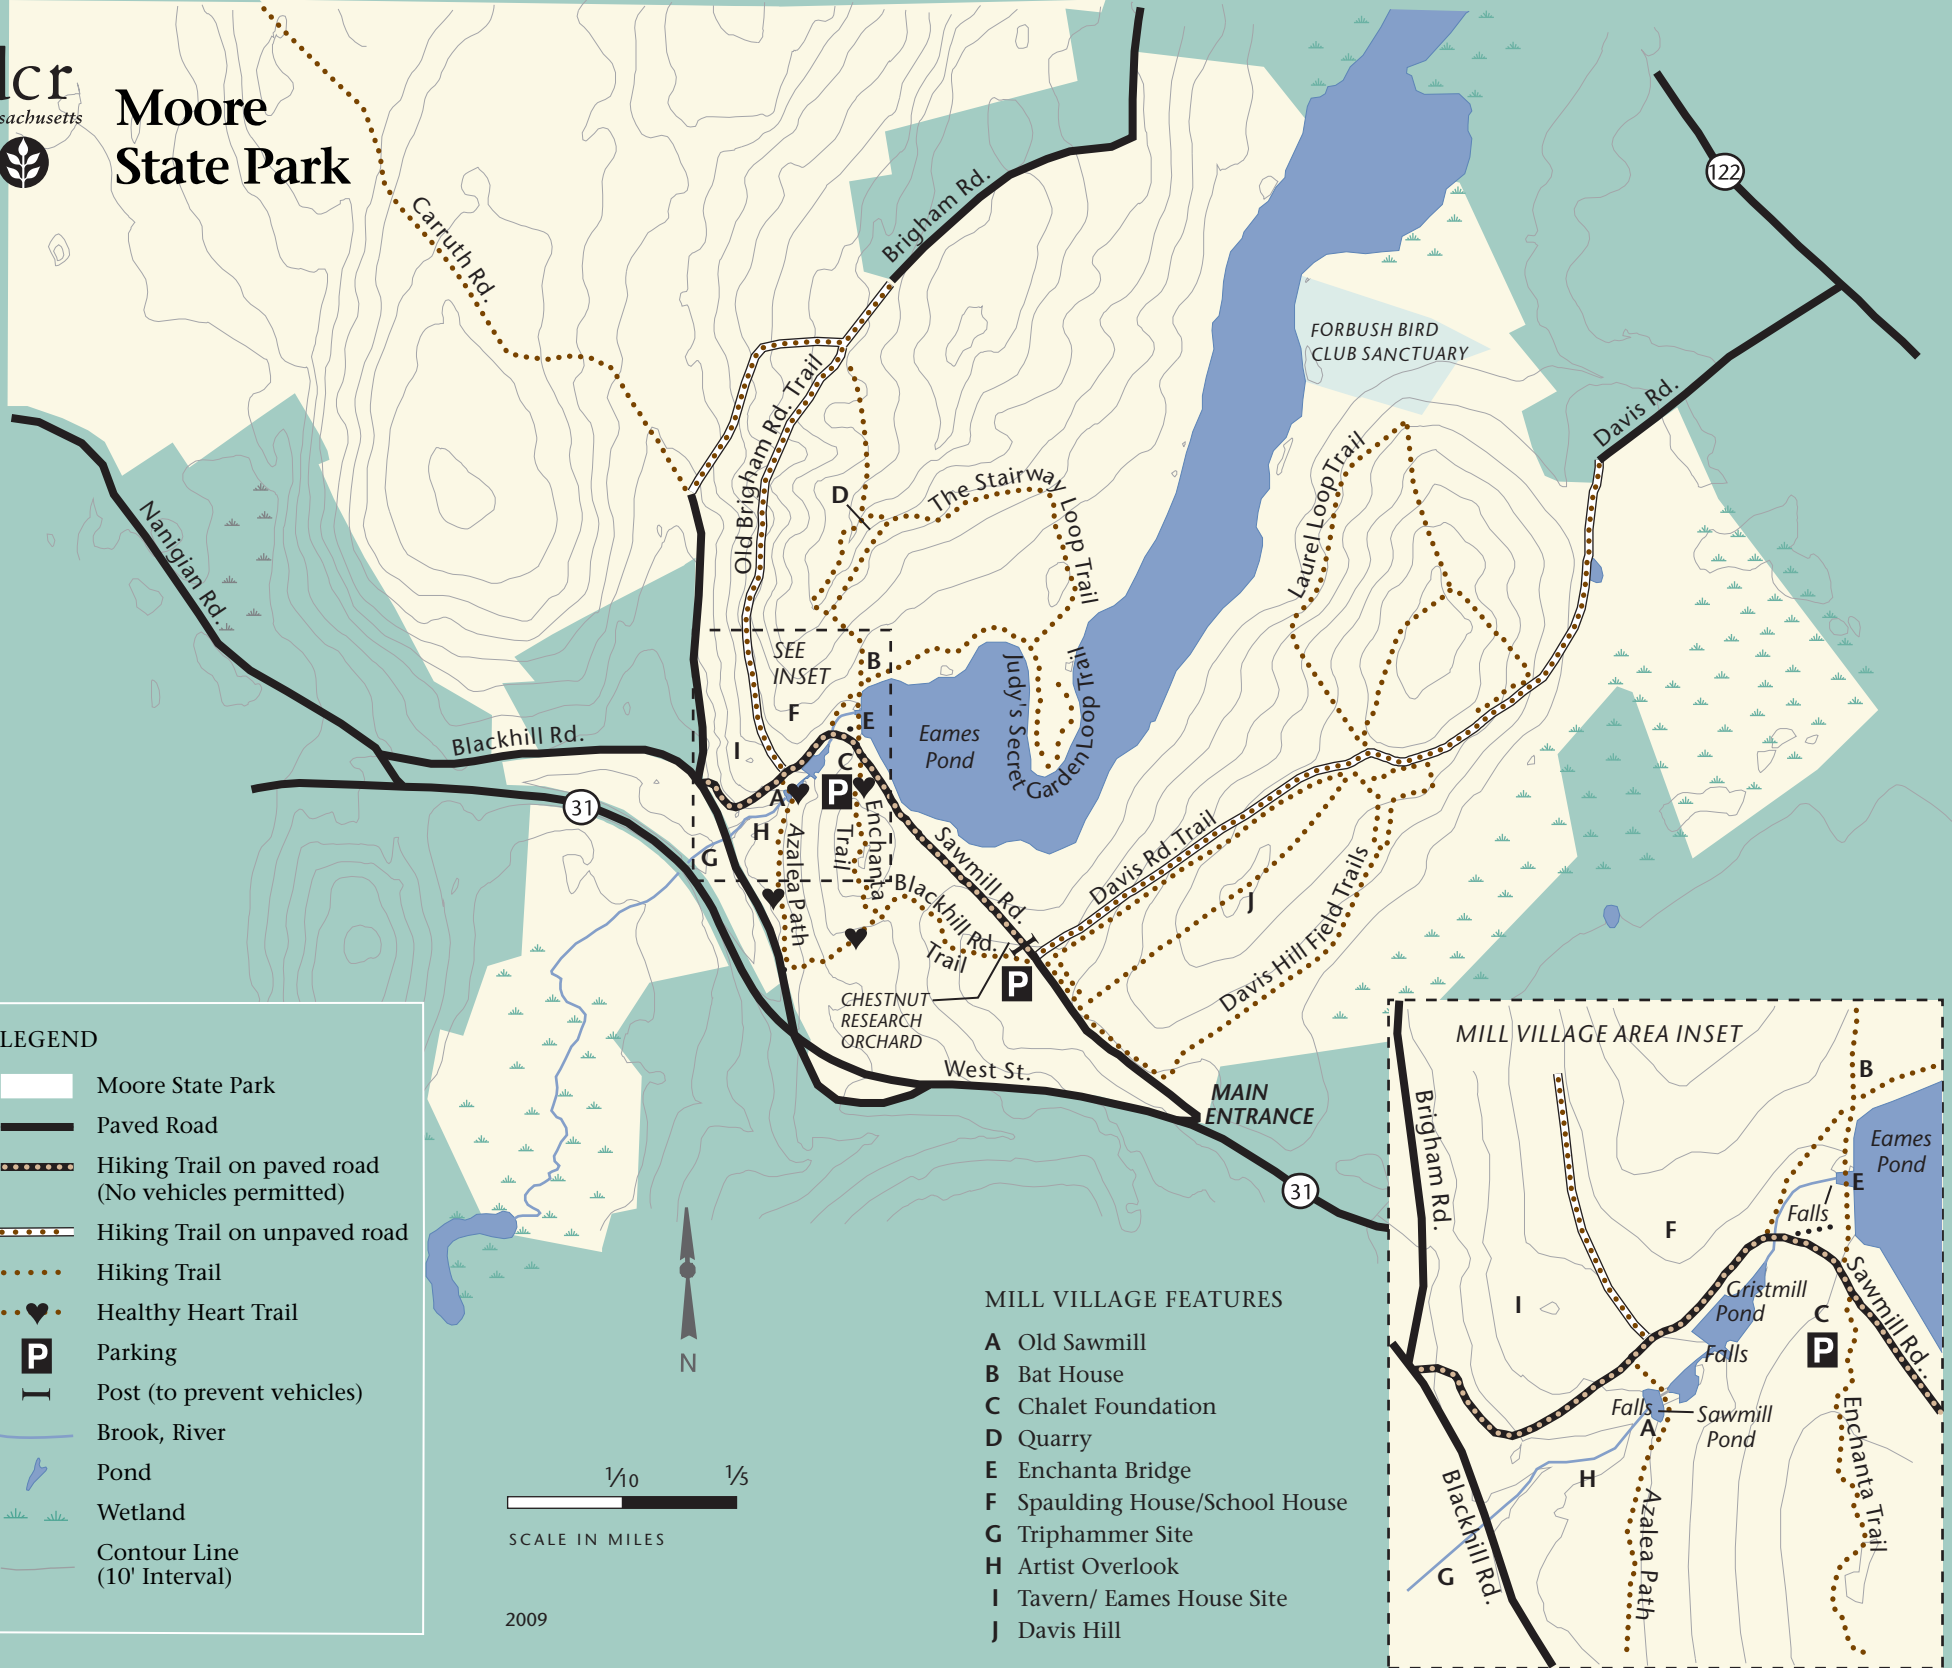 dcr
Massachusetts
Moore
State Park
Carruth Rd.
Brigham Rd.
122
FORBUSH BIRD
CLUB SANCTUARY
Davis Rd.
Nanigian Rd.
Old Brigham Rd. Trail
D
The Stairway Loop Trail
Laurel Loop Trail
SEE
INSET
B
F
E
I
C
A
P
H
G
Eames
Pond
Judy's Secret Garden Loop Trail
Blackhill Rd.
31
Azalea Path
Enchanta
Trail
Sawmill Rd.
Blackhill Rd.
Trail
Davis Rd. Trail
J
Davis Hill Field Trails
P
CHESTNUT
RESEARCH
ORCHARD
West St.
MAIN
ENTRANCE
31
LEGEND
Moore State Park
Paved Road
Hiking Trail on paved road
(No vehicles permitted)
Hiking Trail on unpaved road
Hiking Trail
Healthy Heart Trail
P Parking
Post (to prevent vehicles)
Brook, River
Pond
Wetland
Contour Line
(10' Interval)
N
1/10 1/5
SCALE IN MILES
2009
MILL VILLAGE FEATURES
A Old Sawmill
B Bat House
C Chalet Foundation
D Quarry
E Enchanta Bridge
F Spaulding House/School House
G Triphammer Site
H Artist Overlook
I Tavern/ Eames House Site
J Davis Hill
MILL VILLAGE AREA INSET
B
Brigham Rd.
Eames
Pond
E
Falls
F
Sawmill Rd.
Gristmill
Pond
I
C
P
Falls
Falls
Sawmill
Pond
A
H
Enchanta Trail
Azalea Path
Blackhill Rd.
G